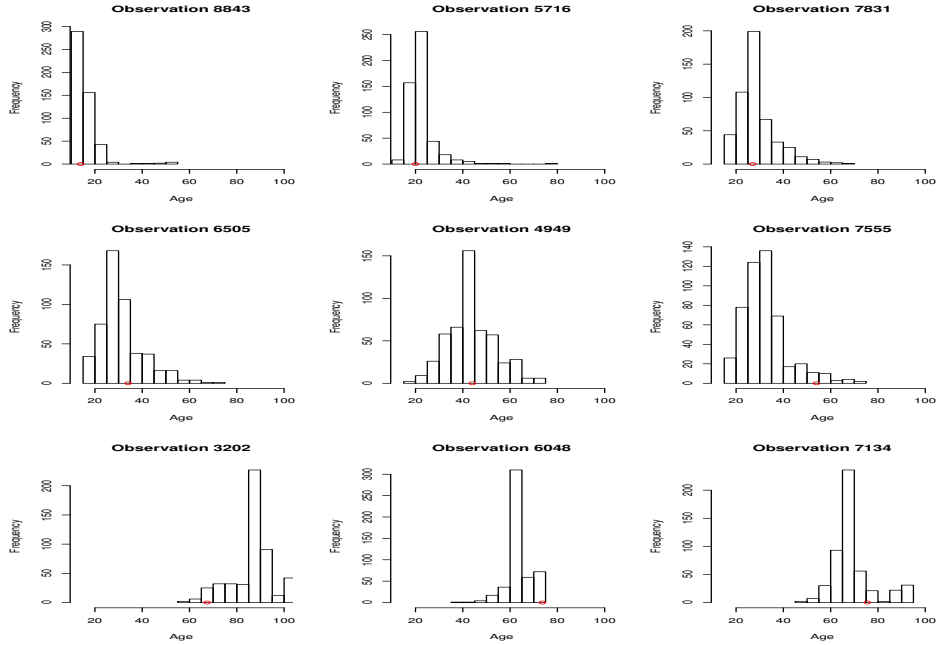 Observation 8843
Frequency
0 50 100 150 200 250 300
20 40 60 80 100
Age
Observation 5716
Frequency
0 50 100 150 200 250
20 40 60 80 100
Age
Observation 7831
Frequency
0 50 100 150 200
20 40 60 80 100
Age
Observation 6505
Frequency
0 50 100 150
20 40 60 80 100
Age
Observation 4949
Frequency
0 50 100 150
20 40 60 80 100
Age
Observation 7555
Frequency
0 20 40 60 80 100 120 140
20 40 60 80 100
Age
Observation 3202
Frequency
0 50 100 150 200
20 40 60 80 100
Age
Observation 6048
Frequency
0 50 100 150 200 250 300
20 40 60 80 100
Age
Observation 7134
Frequency
0 50 100 150 200
20 40 60 80 100
Age